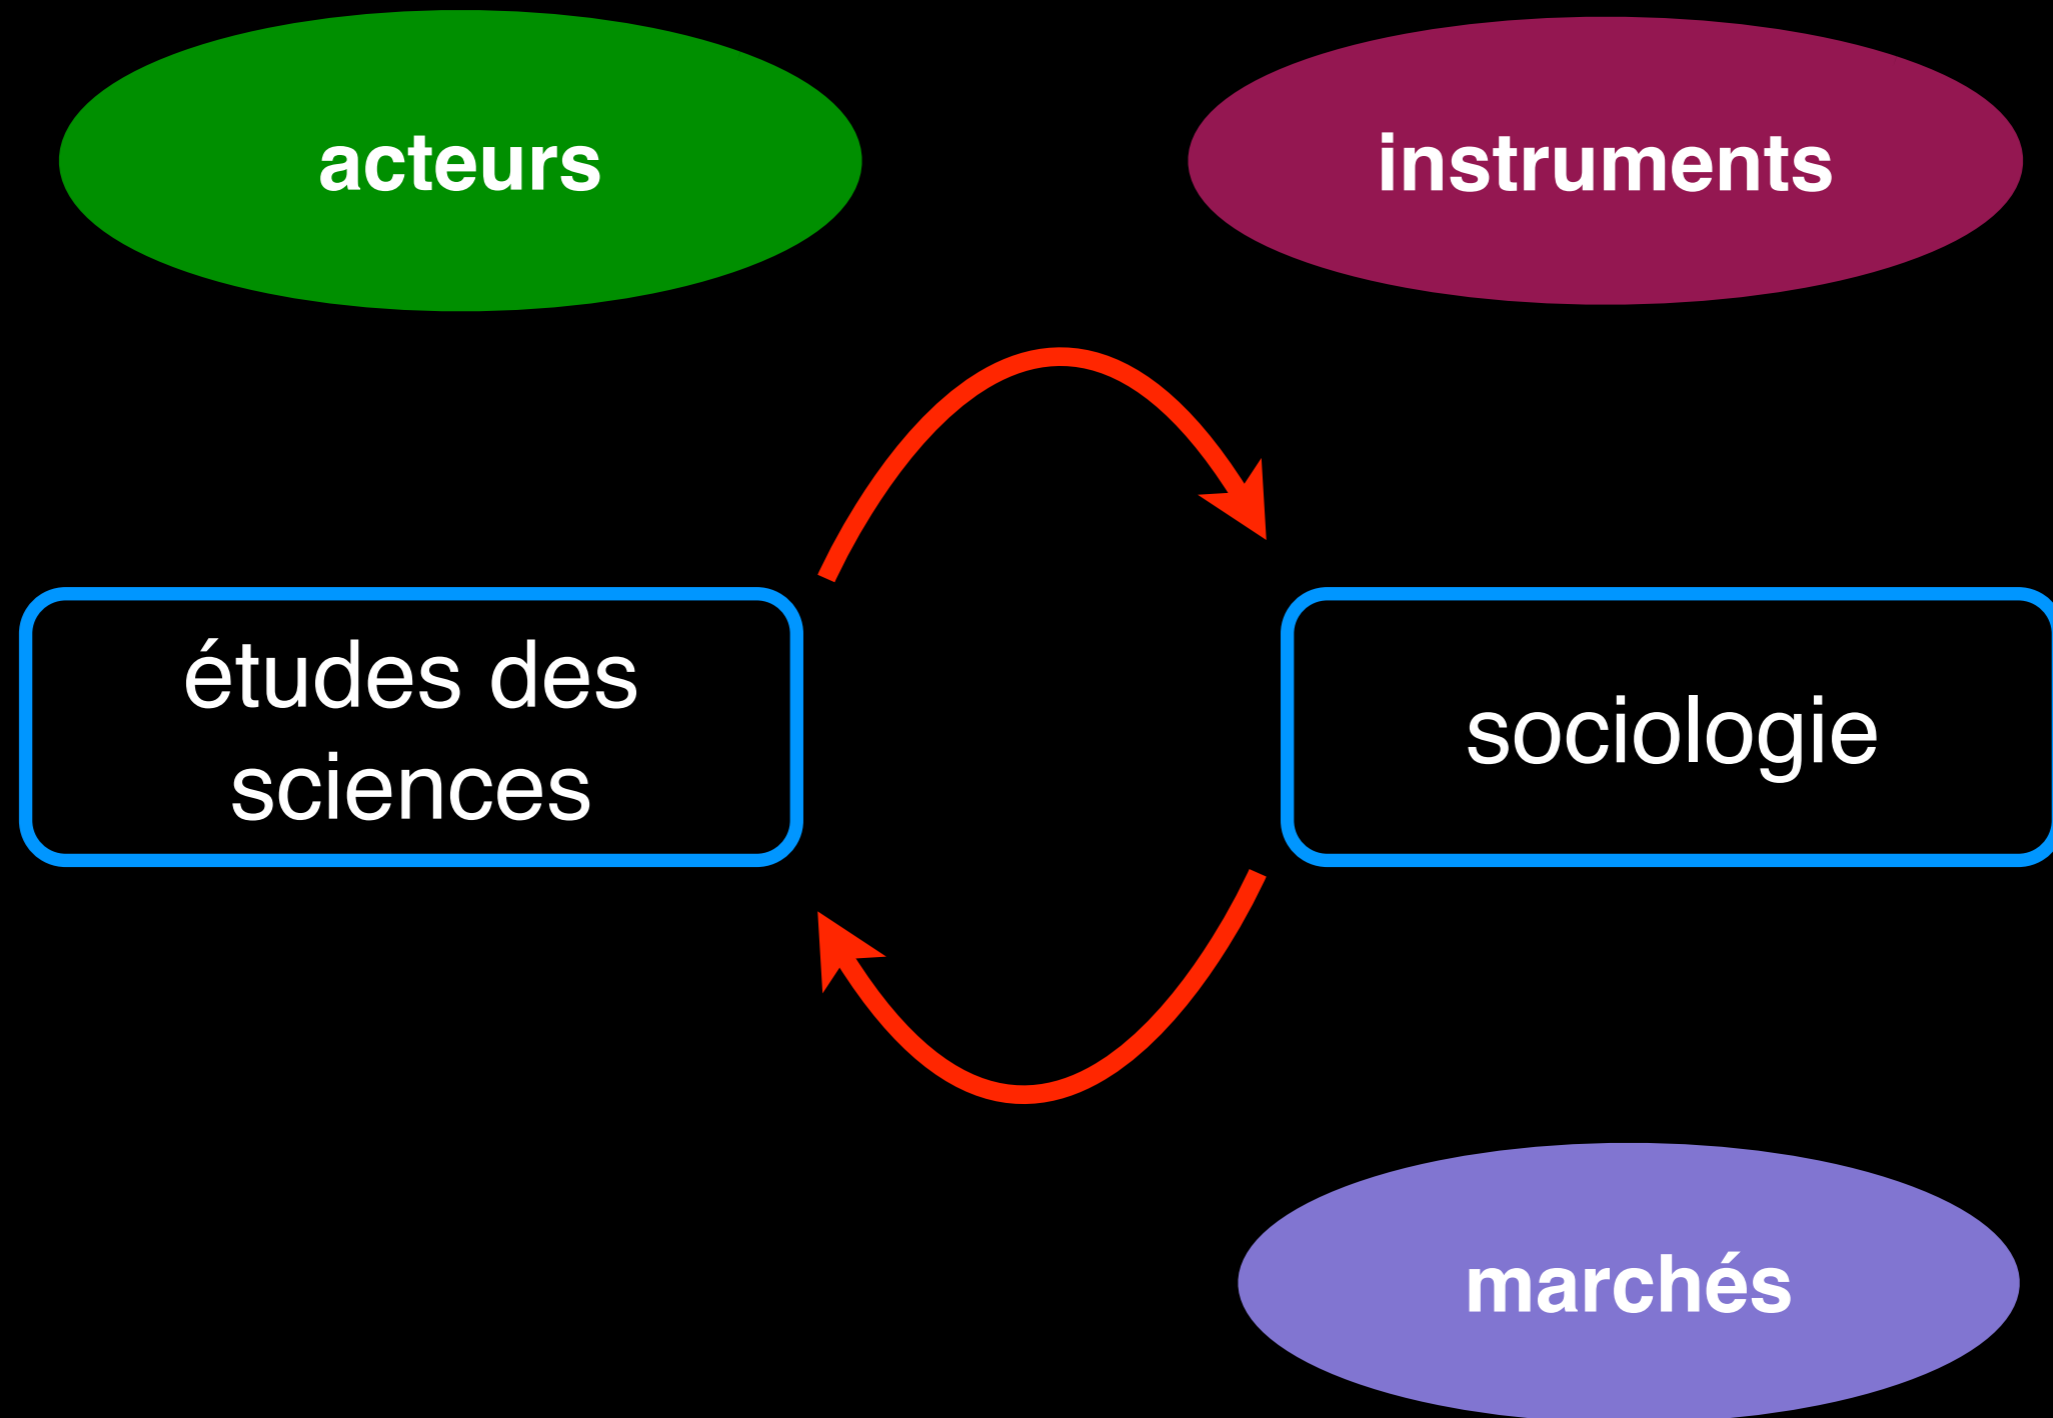 acteurs
instruments
études des
sciences
sociologie
marchés